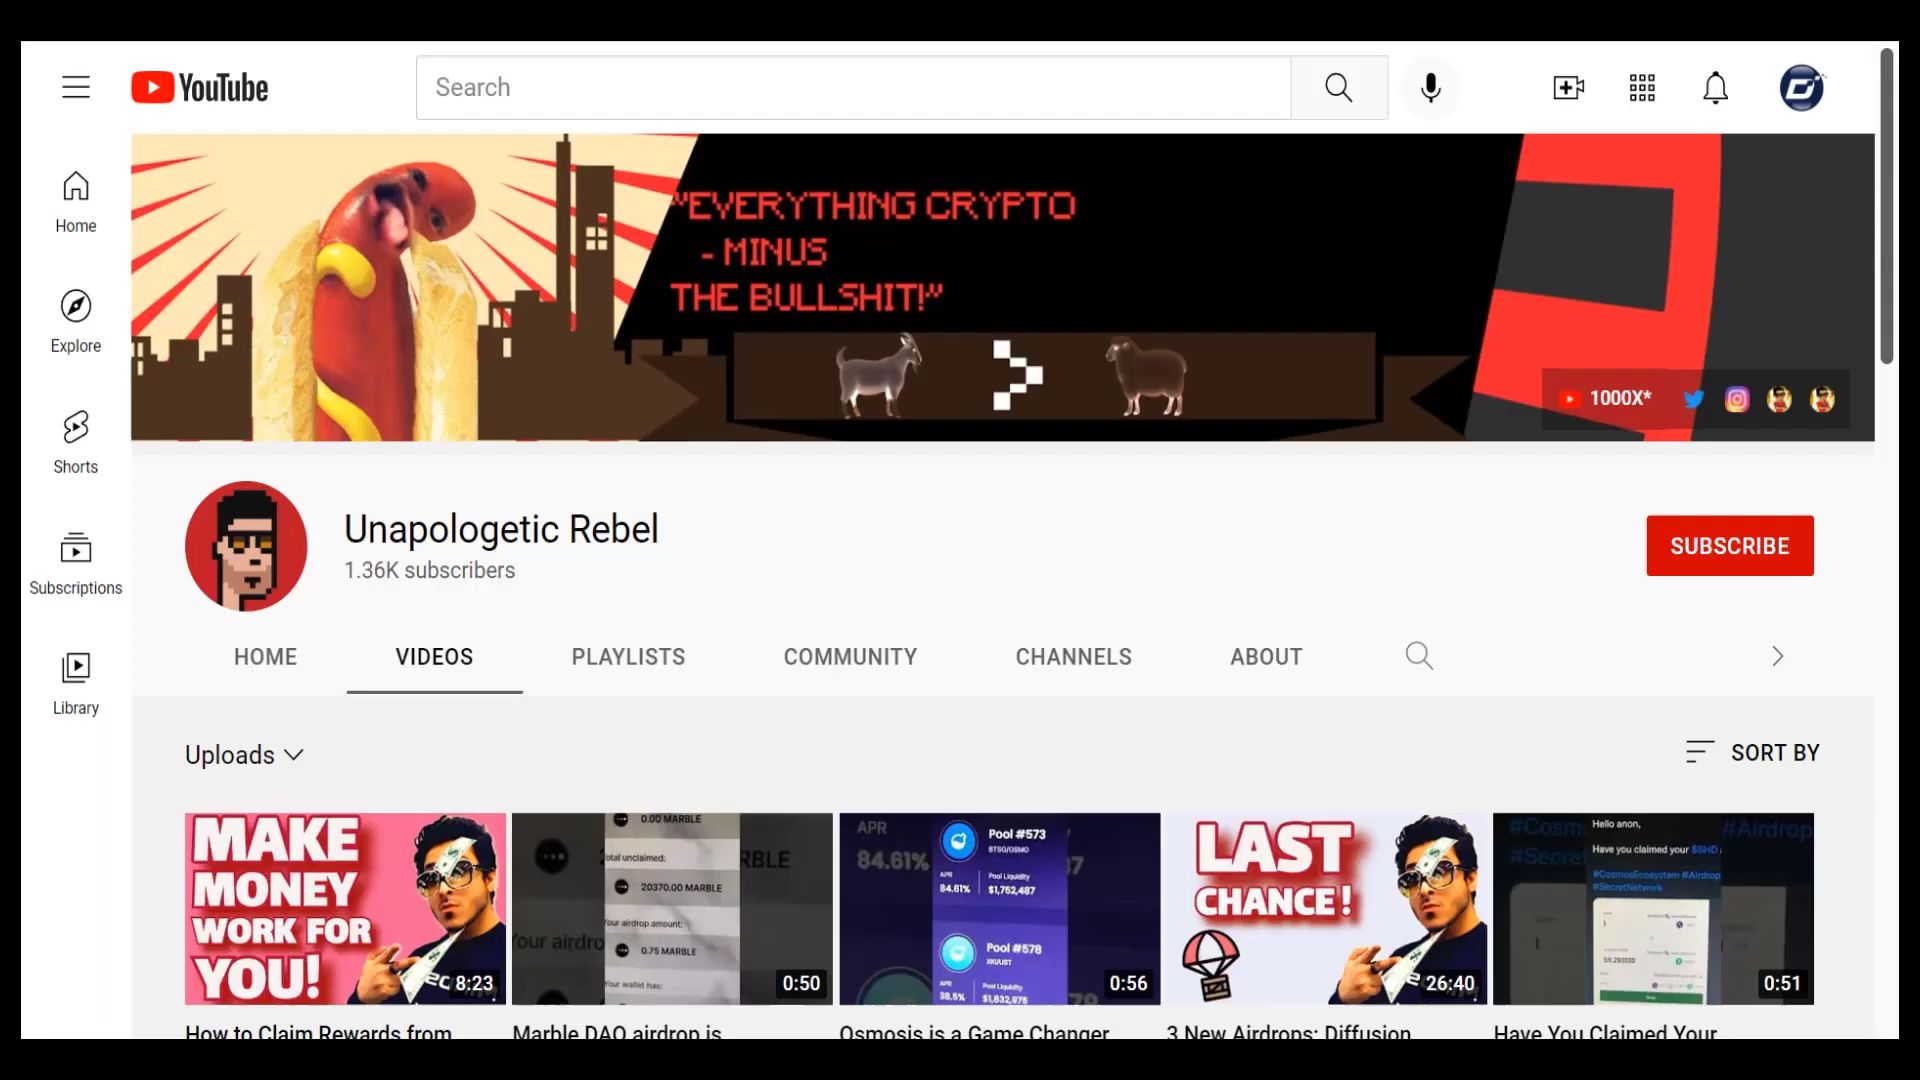 YouTube
Search
Home
Explore
Shorts
Subscriptions
Library
"EVERYTHING CRYPTO
- MINUS
THE BULLSHIT!"
1000X*
Unapologetic Rebel
1.36K subscribers
SUBSCRIBE
HOME VIDEOS PLAYLISTS COMMUNITY CHANNELS ABOUT
Uploads
SORT BY
MAKE
MONEY
WORK FOR
YOU!
8:23
0.00 MARBLE
otal unclaimed:
20370.00 MARBLE
RBLE
Your airdro
our airdrop amount:
0.75 MARBLE
our wallet has:
0:50
APR
84.61%
Pool #573
BTSG/OSMO
APR
84.61%
Pool Liquidity
$1,752,487
Pool #578
XKI/UST
APR
38.5%
Pool Liquidity
$1,832,975
0:56
LAST
CHANCE!
26:40
#Cosm
#Secret
#Airdrop
Hello anon,
Have you claimed your $SHD
#CosmosEcosystem #Airdrop
#SecretNetwork
0:51
How to Claim Rewards from
Marble DAO airdrop is
Osmosis is a Game Changer
3 New Airdrops: Diffusion
Have You Claimed Your